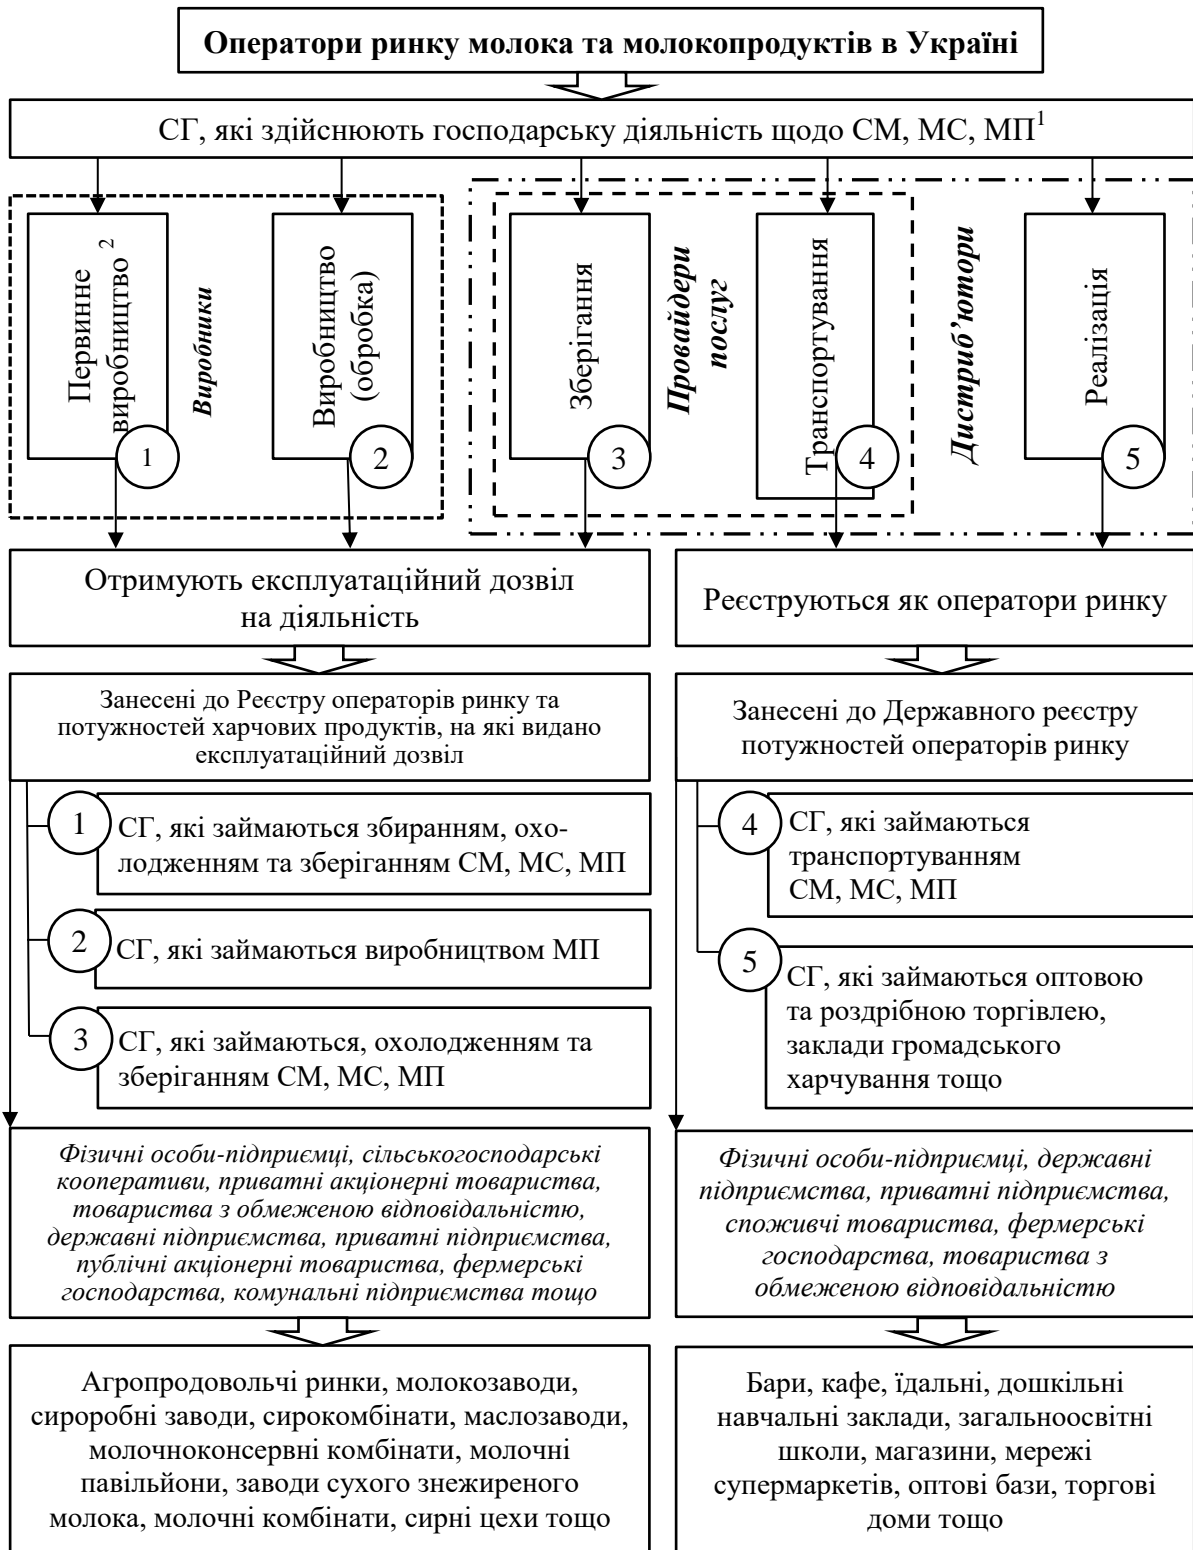 Оператори ринку молока та молокопродуктів в Україні
СГ, які здійснюють господарську діяльність щодо СМ, МС, МП1
Первинне
виробництво 2
Виробники
Виробництво
(обробка)
Зберігання
Провайдери
послуг
Транспортування
Дистриб’ютори
Реалізація
1
2
3
4
5
Отримують експлуатаційний дозвіл
на діяльність
Реєструються як оператори ринку
Занесені до Реєстру операторів ринку та
потужностей харчових продуктів, на які видано
експлуатаційний дозвіл
Занесені до Державного реєстру
потужностей операторів ринку
1
СГ, які займаються збиранням, охо-
лодженням та зберіганням СМ, МС, МП
2
СГ, які займаються виробництвом МП
3
СГ, які займаються, охолодженням та
зберіганням СМ, МС, МП
4
СГ, які займаються
транспортуванням
СМ, МС, МП
5
СГ, які займаються оптовою
та роздрібною торгівлею,
заклади громадського
харчування тощо
Фізичні особи-підприємці, сільськогосподарські
кооперативи, приватні акціонерні товариства,
товариства з обмеженою відповідальністю,
державні підприємства, приватні підприємства,
публічні акціонерні товариства, фермерські
господарства, комунальні підприємства тощо
Фізичні особи-підприємці, державні
підприємства, приватні підприємства,
споживчі товариства, фермерські
господарства, товариства з
обмеженою відповідальністю
Агропродовольчі ринки, молокозаводи,
сироробні заводи, сирокомбінати, маслозаводи,
молочноконсервні комбінати, молочні
павільйони, заводи сухого знежиреного
молока, молочні комбінати, сирні цехи тощо
Бари, кафе, їдальні, дошкільні
навчальні заклади, загальноосвітні
школи, магазини, мережі
супермаркетів, оптові бази, торгові
доми тощо